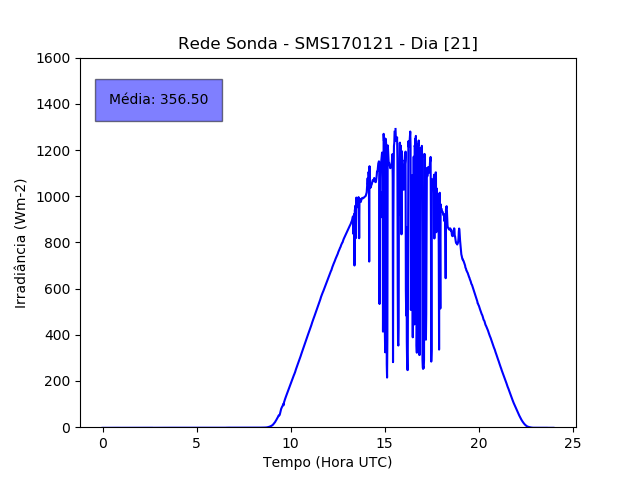 Rede Sonda - SMS170121 - Dia [21]
1600
1400
1200
1000
800
600
400
200
0
Média: 356.50
Irradiância (Wm-2)
0 5 10 15 20 25
Tempo (Hora UTC)